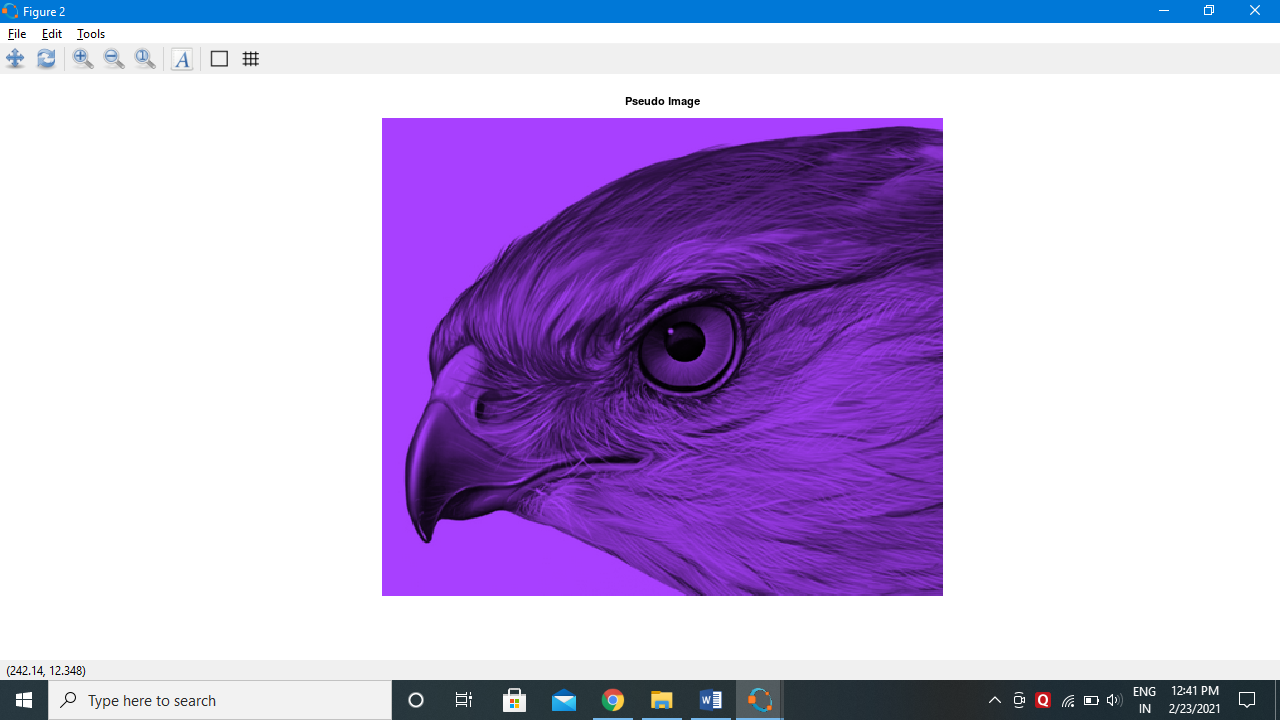 Figure 2
File Edit Tools
A
Pseudo Image
(242.14, 12.348)
Type here to search
ENG
IN
12:41 PM
2/23/2021